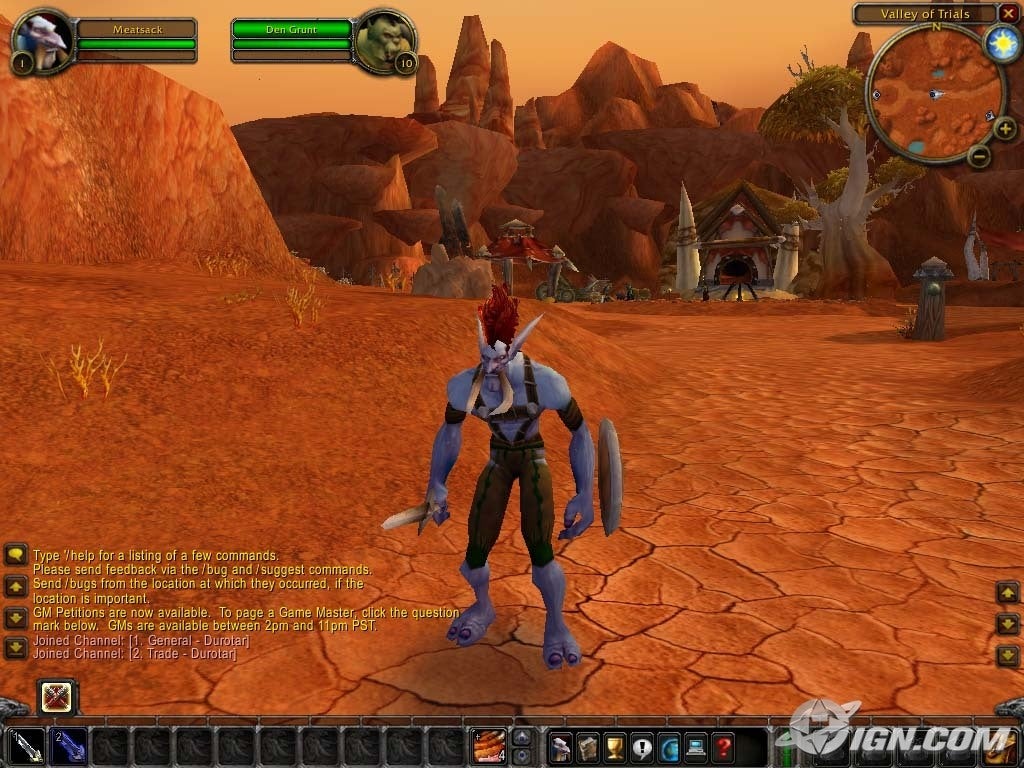 Meatsack
1
Den Grunt
10
Valley of Trials
N
Type '/help for a listing of a few commands.
Please send feedback via the /bug and /suggest commands.
Send /bugs from the location at which they occurred, if the
location is important.
GM Petitions are now available. To page a Game Master, click the question
mark below. GMs are available between 2pm and 11pm PST.
Joined Channel: [1. General - Durotar]
Joined Channel: [2. Trade - Durotar]
1
2
4
IGN.COM